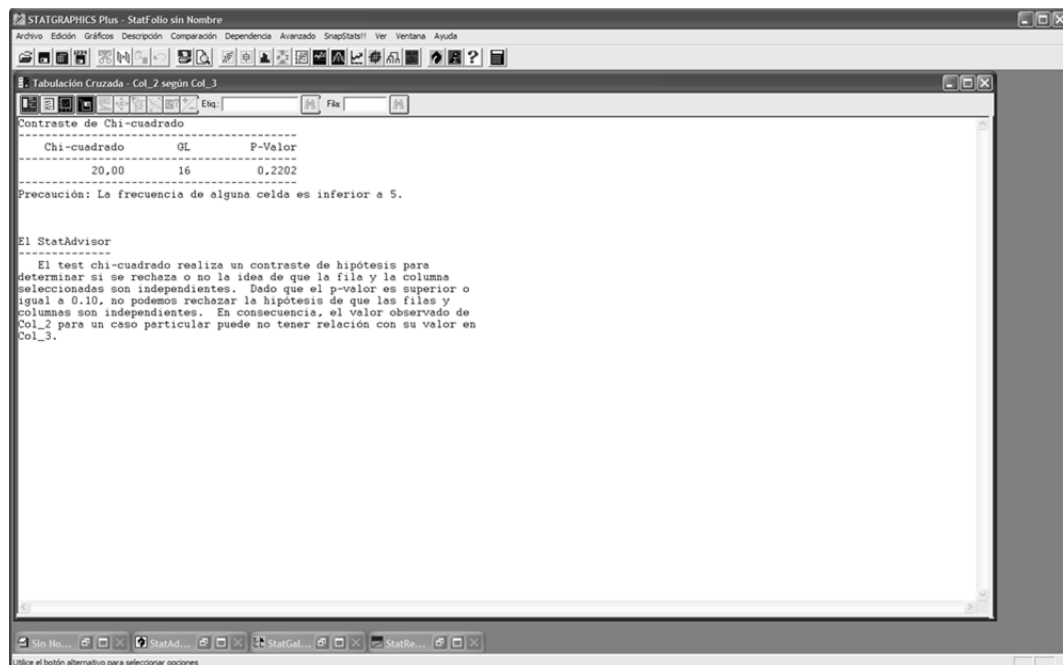 STATGRAPHICS Plus - StatFolio sin Nombre
Archivo Edición Gráficos Descripción Comparación Dependencia Avanzado SnapStats!! Ver Ventana Ayuda
Tabulación Cruzada - Col_2 según Col_3
Etiq.: Fila:
Contraste de Chi-cuadrado
------------------------------------------
Chi-cuadrado GL P-Valor
------------------------------------------
20,00 16 0,2202
------------------------------------------
Precaución: La frecuencia de alguna celda es inferior a 5.
El StatAdvisor
--------------
El test chi-cuadrado realiza un contraste de hipótesis para
determinar si se rechaza o no la idea de que la fila y la columna
seleccionadas son independientes. Dado que el p-valor es superior o
igual a 0.10, no podemos rechazar la hipótesis de que las filas y
columnas son independientes. En consecuencia, el valor observado de
Col_2 para un caso particular puede no tener relación con su valor en
Col_3.
Sin No... StatAd... StatGal... StatRe...
Utilice el botón alternativo para seleccionar opciones